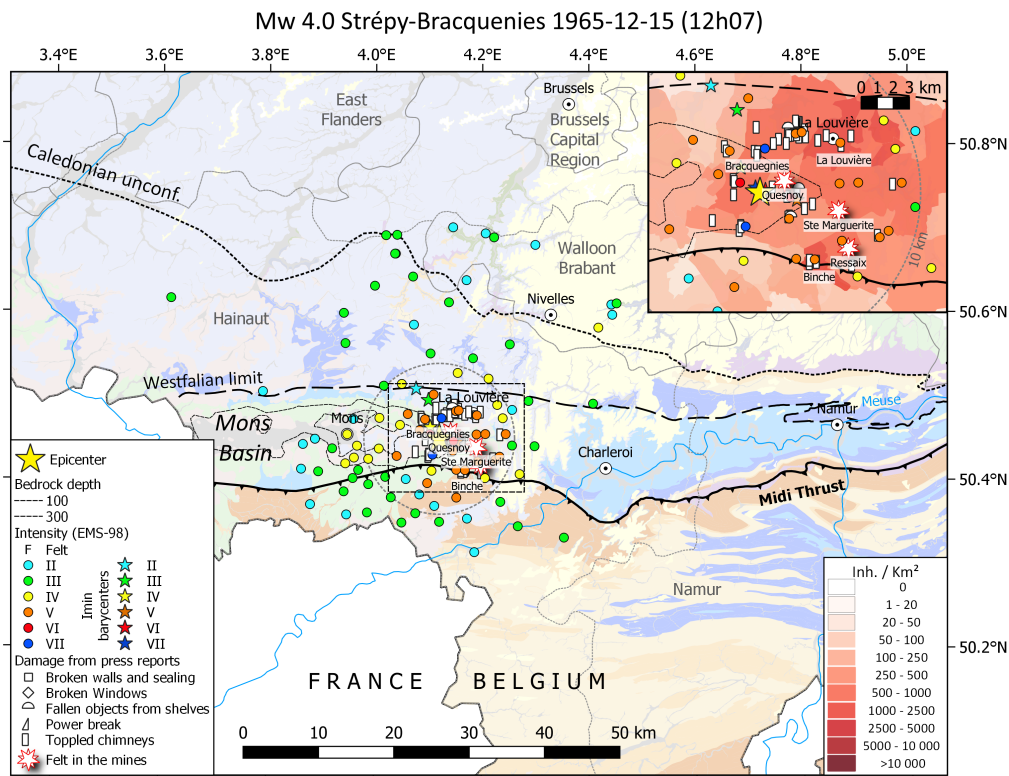 Mw 4.0 Strépy-Bracquenies 1965-12-15 (12h07)
3.4°E 3.6°E 3.8°E 4.0°E 4.2°E 4.4°E 4.6°E 4.8°E 5.0°E
50.8°N
50.6°N
50.4°N
50.2°N
East
Flanders
Brussels
Brussels
Capital
Region
Caledonian unconf.
Walloon
Brabant
Nivelles
Hainaut
Westfalian limit
Mons
Mons
Basin
La Louvière
Bracquegnies
Quesnoy
Ste Marguerite
Binche
Charleroi
Namur
Meuse
Midi Thrust
Namur
FRANCE
BELGIUM
0 10 20 30 40 50 km
0 1 2 3 km
La Louvière
La Louvière
Bracquegnies
Quesnoy
Ste Marguerite
Ressaix
Binche
10 km
Epicenter
Bedrock depth
100
300
Intensity (EMS-98)
F Felt
II II
III III
IV IV
V V
VI VI
VII VII
Imin
barycenters
Damage from press reports
Broken walls and sealing
Broken Windows
Fallen objects from shelves
Power break
Toppled chimneys
Felt in the mines
Inh. / Km²
0
1 - 20
20 - 50
50 - 100
100 - 250
250 - 500
500 - 1000
1000 - 2500
2500 - 5000
5000 - 10 000
>10 000